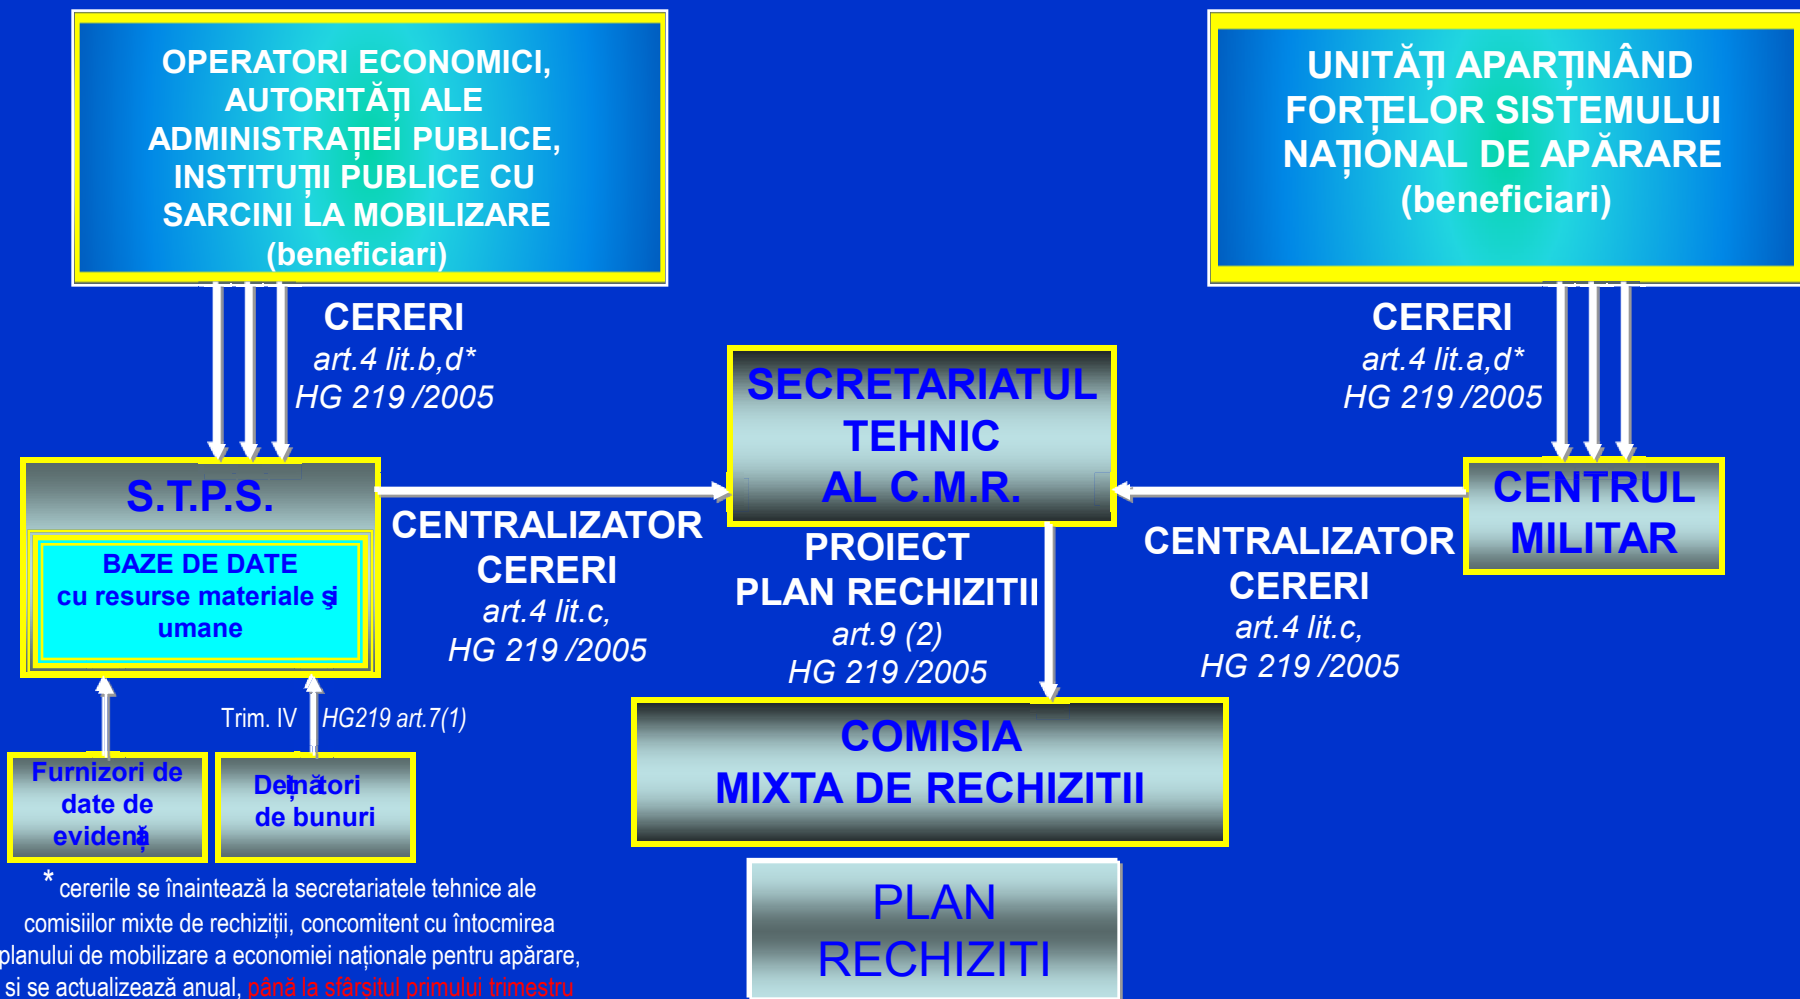 OPERATORI ECONOMICI,
AUTORITĂȚI ALE
ADMINISTRAȚIEI PUBLICE,
INSTITUȚII PUBLICE CU
SARCINI LA MOBILIZARE
(beneficiari)
UNITĂȚI APARȚINÂND
FORȚELOR SISTEMULUI
NAȚIONAL DE APĂRARE
(beneficiari)
CERERI
art.4 lit.b,d*
HG 219 /2005
CERERI
art.4 lit.a,d*
HG 219 /2005
SECRETARIATUL
TEHNIC
AL C.M.R.
S.T.P.S.
BAZE DE DATE
cu resurse materiale și
umane
CENTRUL
MILITAR
CENTRALIZATOR
CERERI
art.4 lit.c,
HG 219 /2005
PROIECT
PLAN RECHIZITII
art.9 (2)
HG 219 /2005
CENTRALIZATOR
CERERI
art.4 lit.c,
HG 219 /2005
Trim. IV HG219 art.7(1)
Furnizori de
date de
evidență
Deținători
de bunuri
COMISIA
MIXTA DE RECHIZITII
PLAN
RECHIZITI
* cererile se înaintează la secretariatele tehnice ale
comisiilor mixte de rechiziții, concomitent cu întocmirea
planului de mobilizare a economiei naționale pentru apărare,
si se actualizează anual, până la sfârșitul primului trimestru